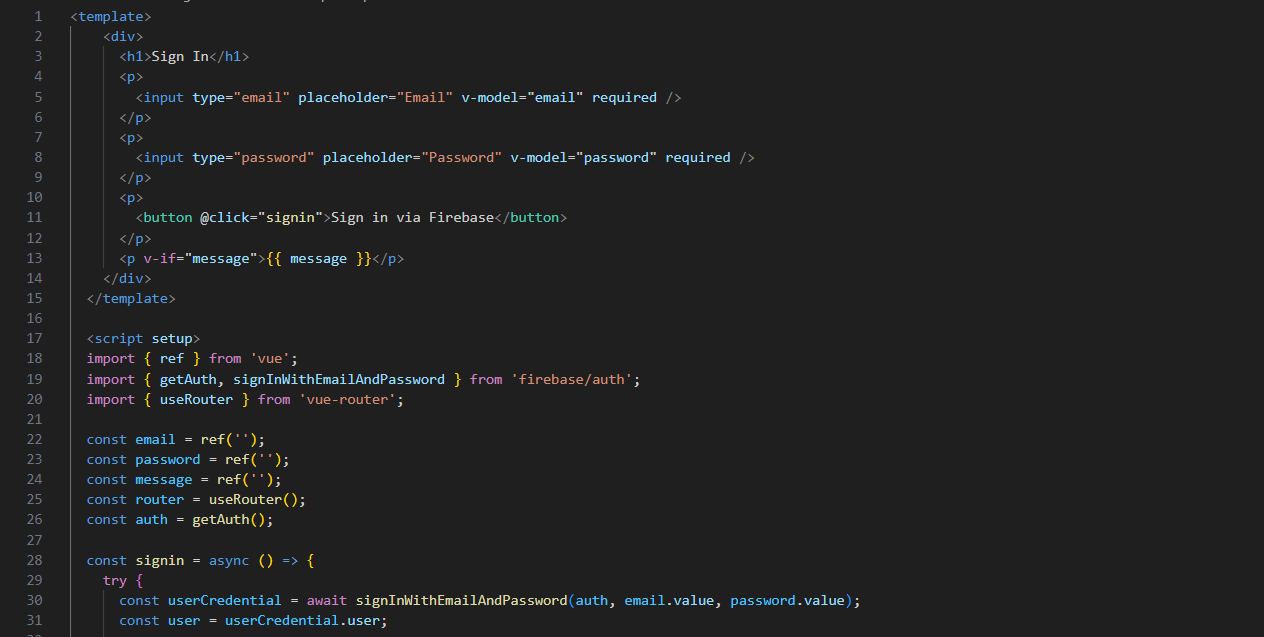 1 <template>
2 <div>
3 <h1>Sign In</h1>
4 <p>
5 <input type="email" placeholder="Email" v-model="email" required />
6 </p>
7 <p>
8 <input type="password" placeholder="Password" v-model="password" required />
9 </p>
10 <p>
11 <button @click="signin">Sign in via Firebase</button>
12 </p>
13 <p v-if="message">{{ message }}</p>
14 </div>
15 </template>
16
17 <script setup>
18 import { ref } from 'vue';
19 import { getAuth, signInWithEmailAndPassword } from 'firebase/auth';
20 import { useRouter } from 'vue-router';
21
22 const email = ref('');
23 const password = ref('');
24 const message = ref('');
25 const router = useRouter();
26 const auth = getAuth();
27
28 const signin = async () => {
29 try {
30 const userCredential = await signInWithEmailAndPassword(auth, email.value, password.value);
31 const user = userCredential.user;